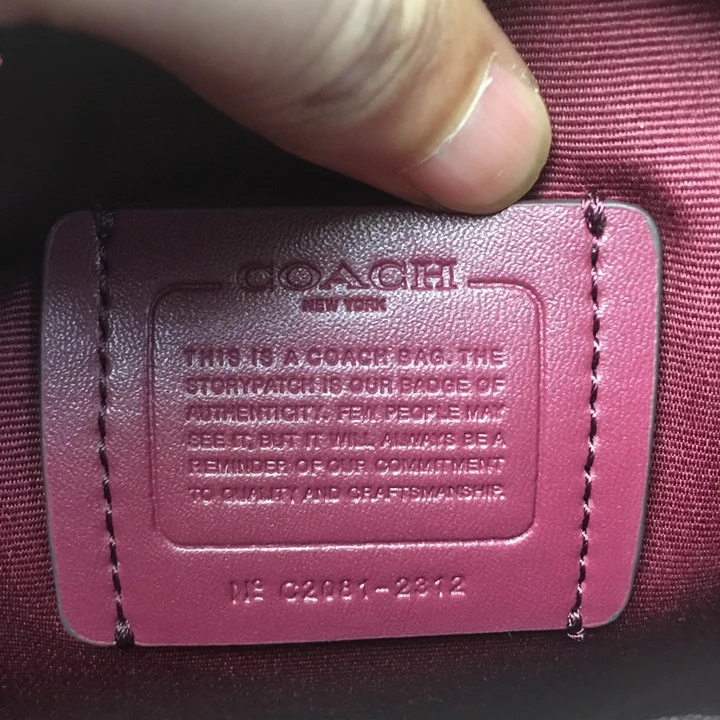 COACH
NEW YORK
THIS IS A COACH BAG. THE
STORYPATCH IS OUR BADGE OF
AUTHENTICITY. FEW PEOPLE MAY
SEE IT, BUT IT WILL ALWAYS BE A
REMINDER OF OUR COMMITMENT
TO QUALITY AND CRAFTSMANSHIP.
Nº C2081-2812